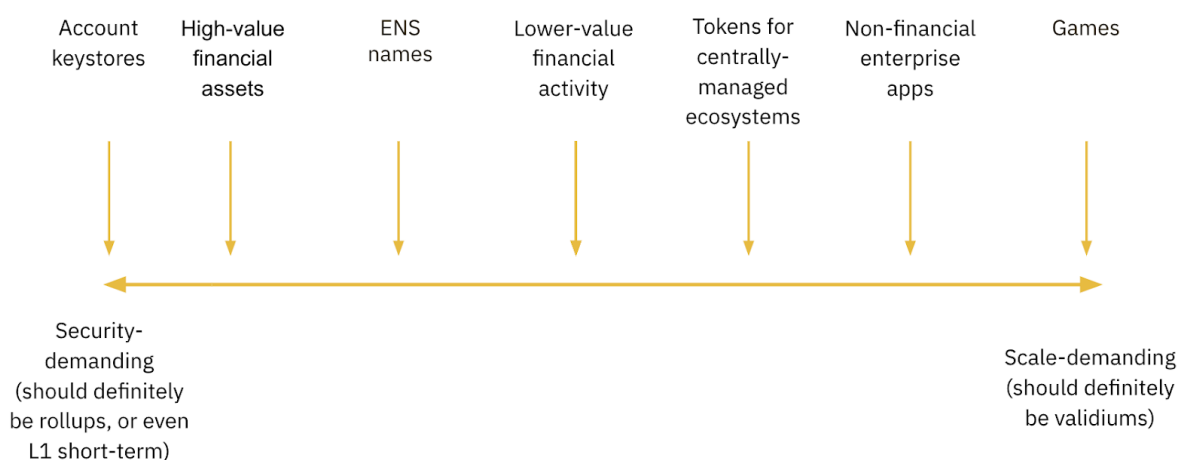 Account
keystores
High-value
financial
assets
ENS
names
Lower-value
financial
activity
Tokens for
centrally-
managed
ecosystems
Non-financial
enterprise
apps
Games
Security-
demanding
(should definitely
be rollups, or even
L1 short-term)
Scale-demanding
(should definitely
be validiums)